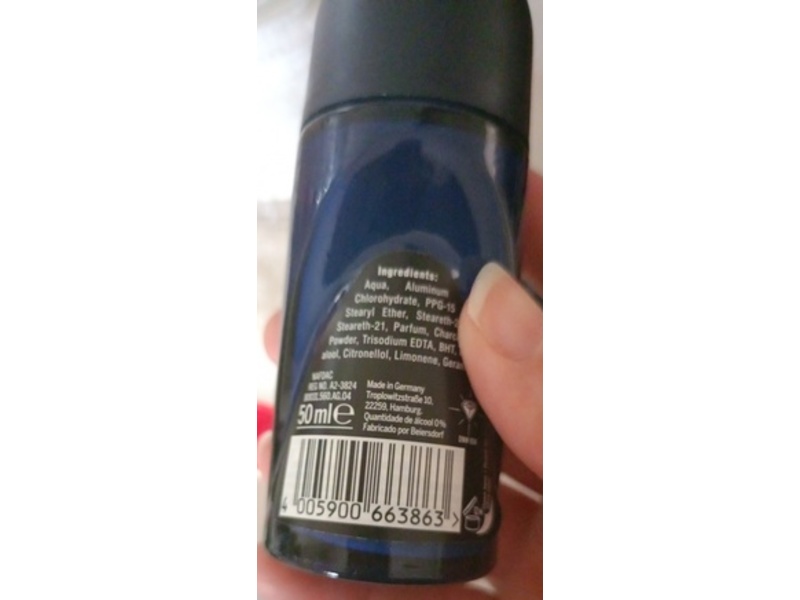 Ingredients:
Aqua, Aluminum
Chlorohydrate, PPG-15
Stearyl Ether, Steareth-2
Steareth-21, Parfum,
Powder, Trisodium EDTA, BHT,
alool, Citronellol, Limonene,
NAFDAC
REG NO. A2-3824
Made in Germany
Troplowitzstraße 10,
22259, Hamburg.
Quantidade de álcool 0%
Fabricado por Beiersdorf
50 ml e
4 005900 663863 >